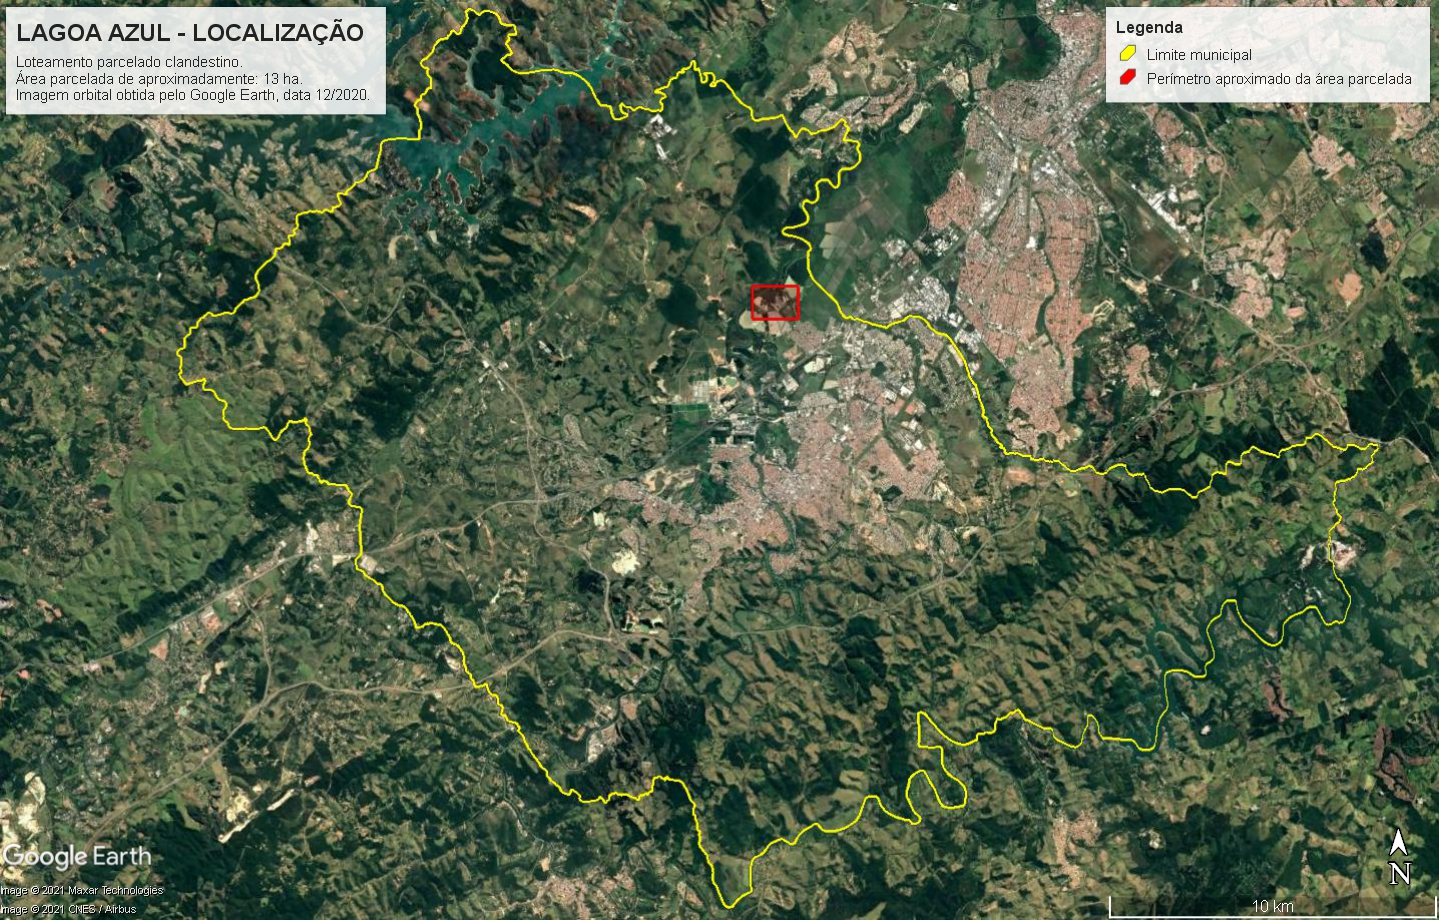 LAGOA AZUL - LOCALIZAÇÃO
Loteamento parcelado clandestino.
Área parcelada de aproximadamente: 13 ha.
Imagem orbital obtida pelo Google Earth, data 12/2020.
Legenda
Limite municipal
Perímetro aproximado da área parcelada
Google Earth
Image © 2021 Maxar Technologies
Image © 2021 CNES / Airbus
N
10 km